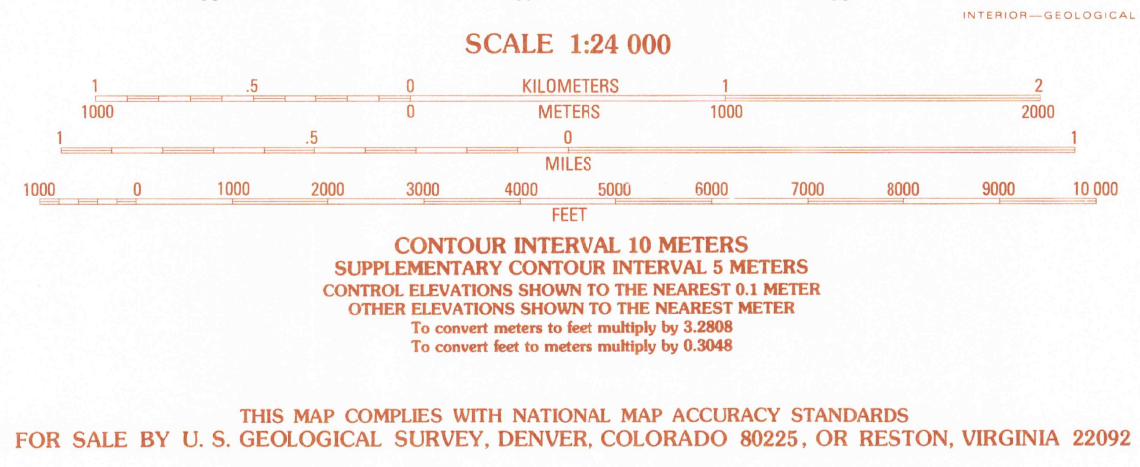 INTERIOR—GEOLOGICAL
SCALE 1:24 000
1 .5 0 KILOMETERS 1 2
1000 0 METERS 1000 2000
1 .5 0 1
MILES
1000 0 1000 2000 3000 4000 5000 6000 7000 8000 9000 10 000
FEET
CONTOUR INTERVAL 10 METERS
SUPPLEMENTARY CONTOUR INTERVAL 5 METERS
CONTROL ELEVATIONS SHOWN TO THE NEAREST 0.1 METER
OTHER ELEVATIONS SHOWN TO THE NEAREST METER
To convert meters to feet multiply by 3.2808
To convert feet to meters multiply by 0.3048
THIS MAP COMPLIES WITH NATIONAL MAP ACCURACY STANDARDS
FOR SALE BY U. S. GEOLOGICAL SURVEY, DENVER, COLORADO 80225, OR RESTON, VIRGINIA 22092